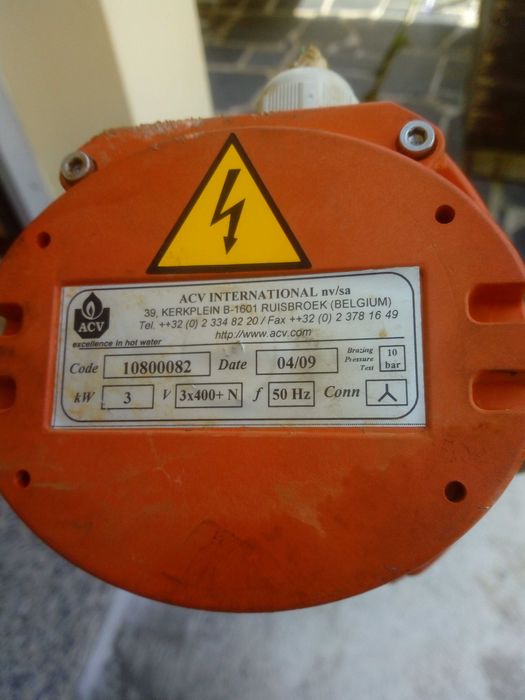 ACV INTERNATIONAL nv/sa
39, KERKPLEIN B-1601 RUISBROEK (BELGIUM)
Tel. ++32 (0) 2 334 82 20 / Fax ++32 (0) 2 378 16 49
http://www.acv.com
ACV
excellence in hot water
Code 10800082 Date 04/09 Brazing Pressure Test 10 bar
kW 3 V 3x400+ N f 50 Hz Conn